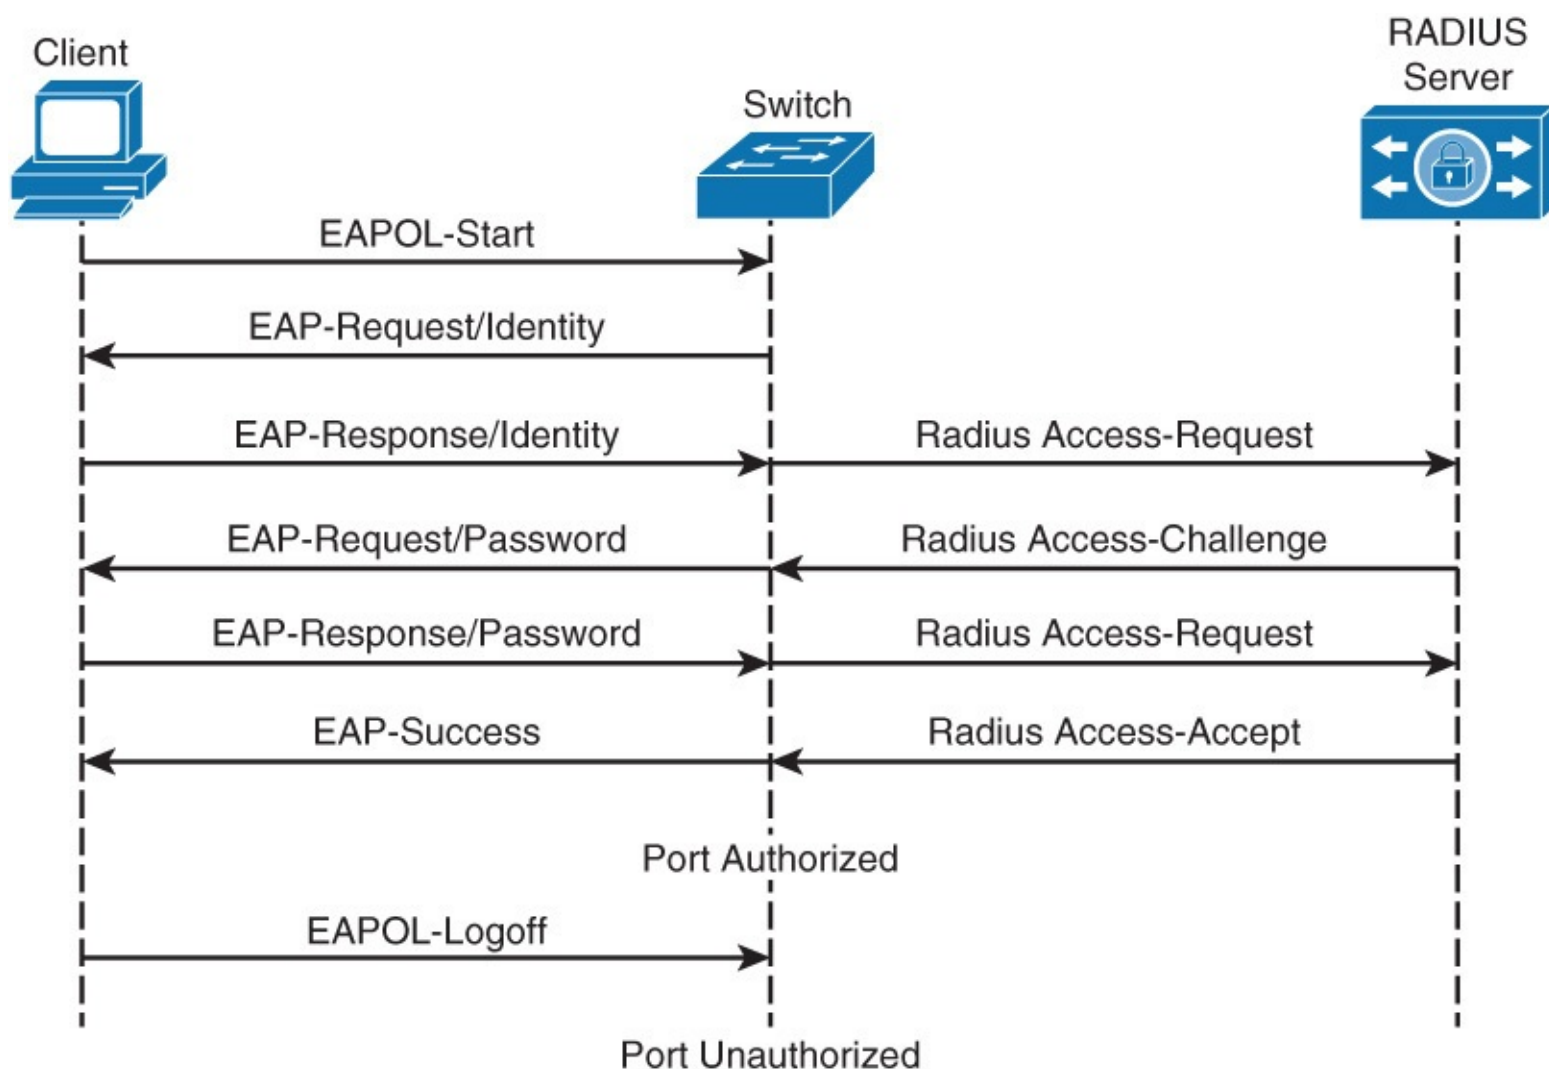 Client
Switch
RADIUS
Server
EAPOL-Start
EAP-Request/Identity
EAP-Response/Identity
Radius Access-Request
EAP-Request/Password
Radius Access-Challenge
EAP-Response/Password
Radius Access-Request
EAP-Success
Radius Access-Accept
Port Authorized
EAPOL-Logoff
Port Unauthorized